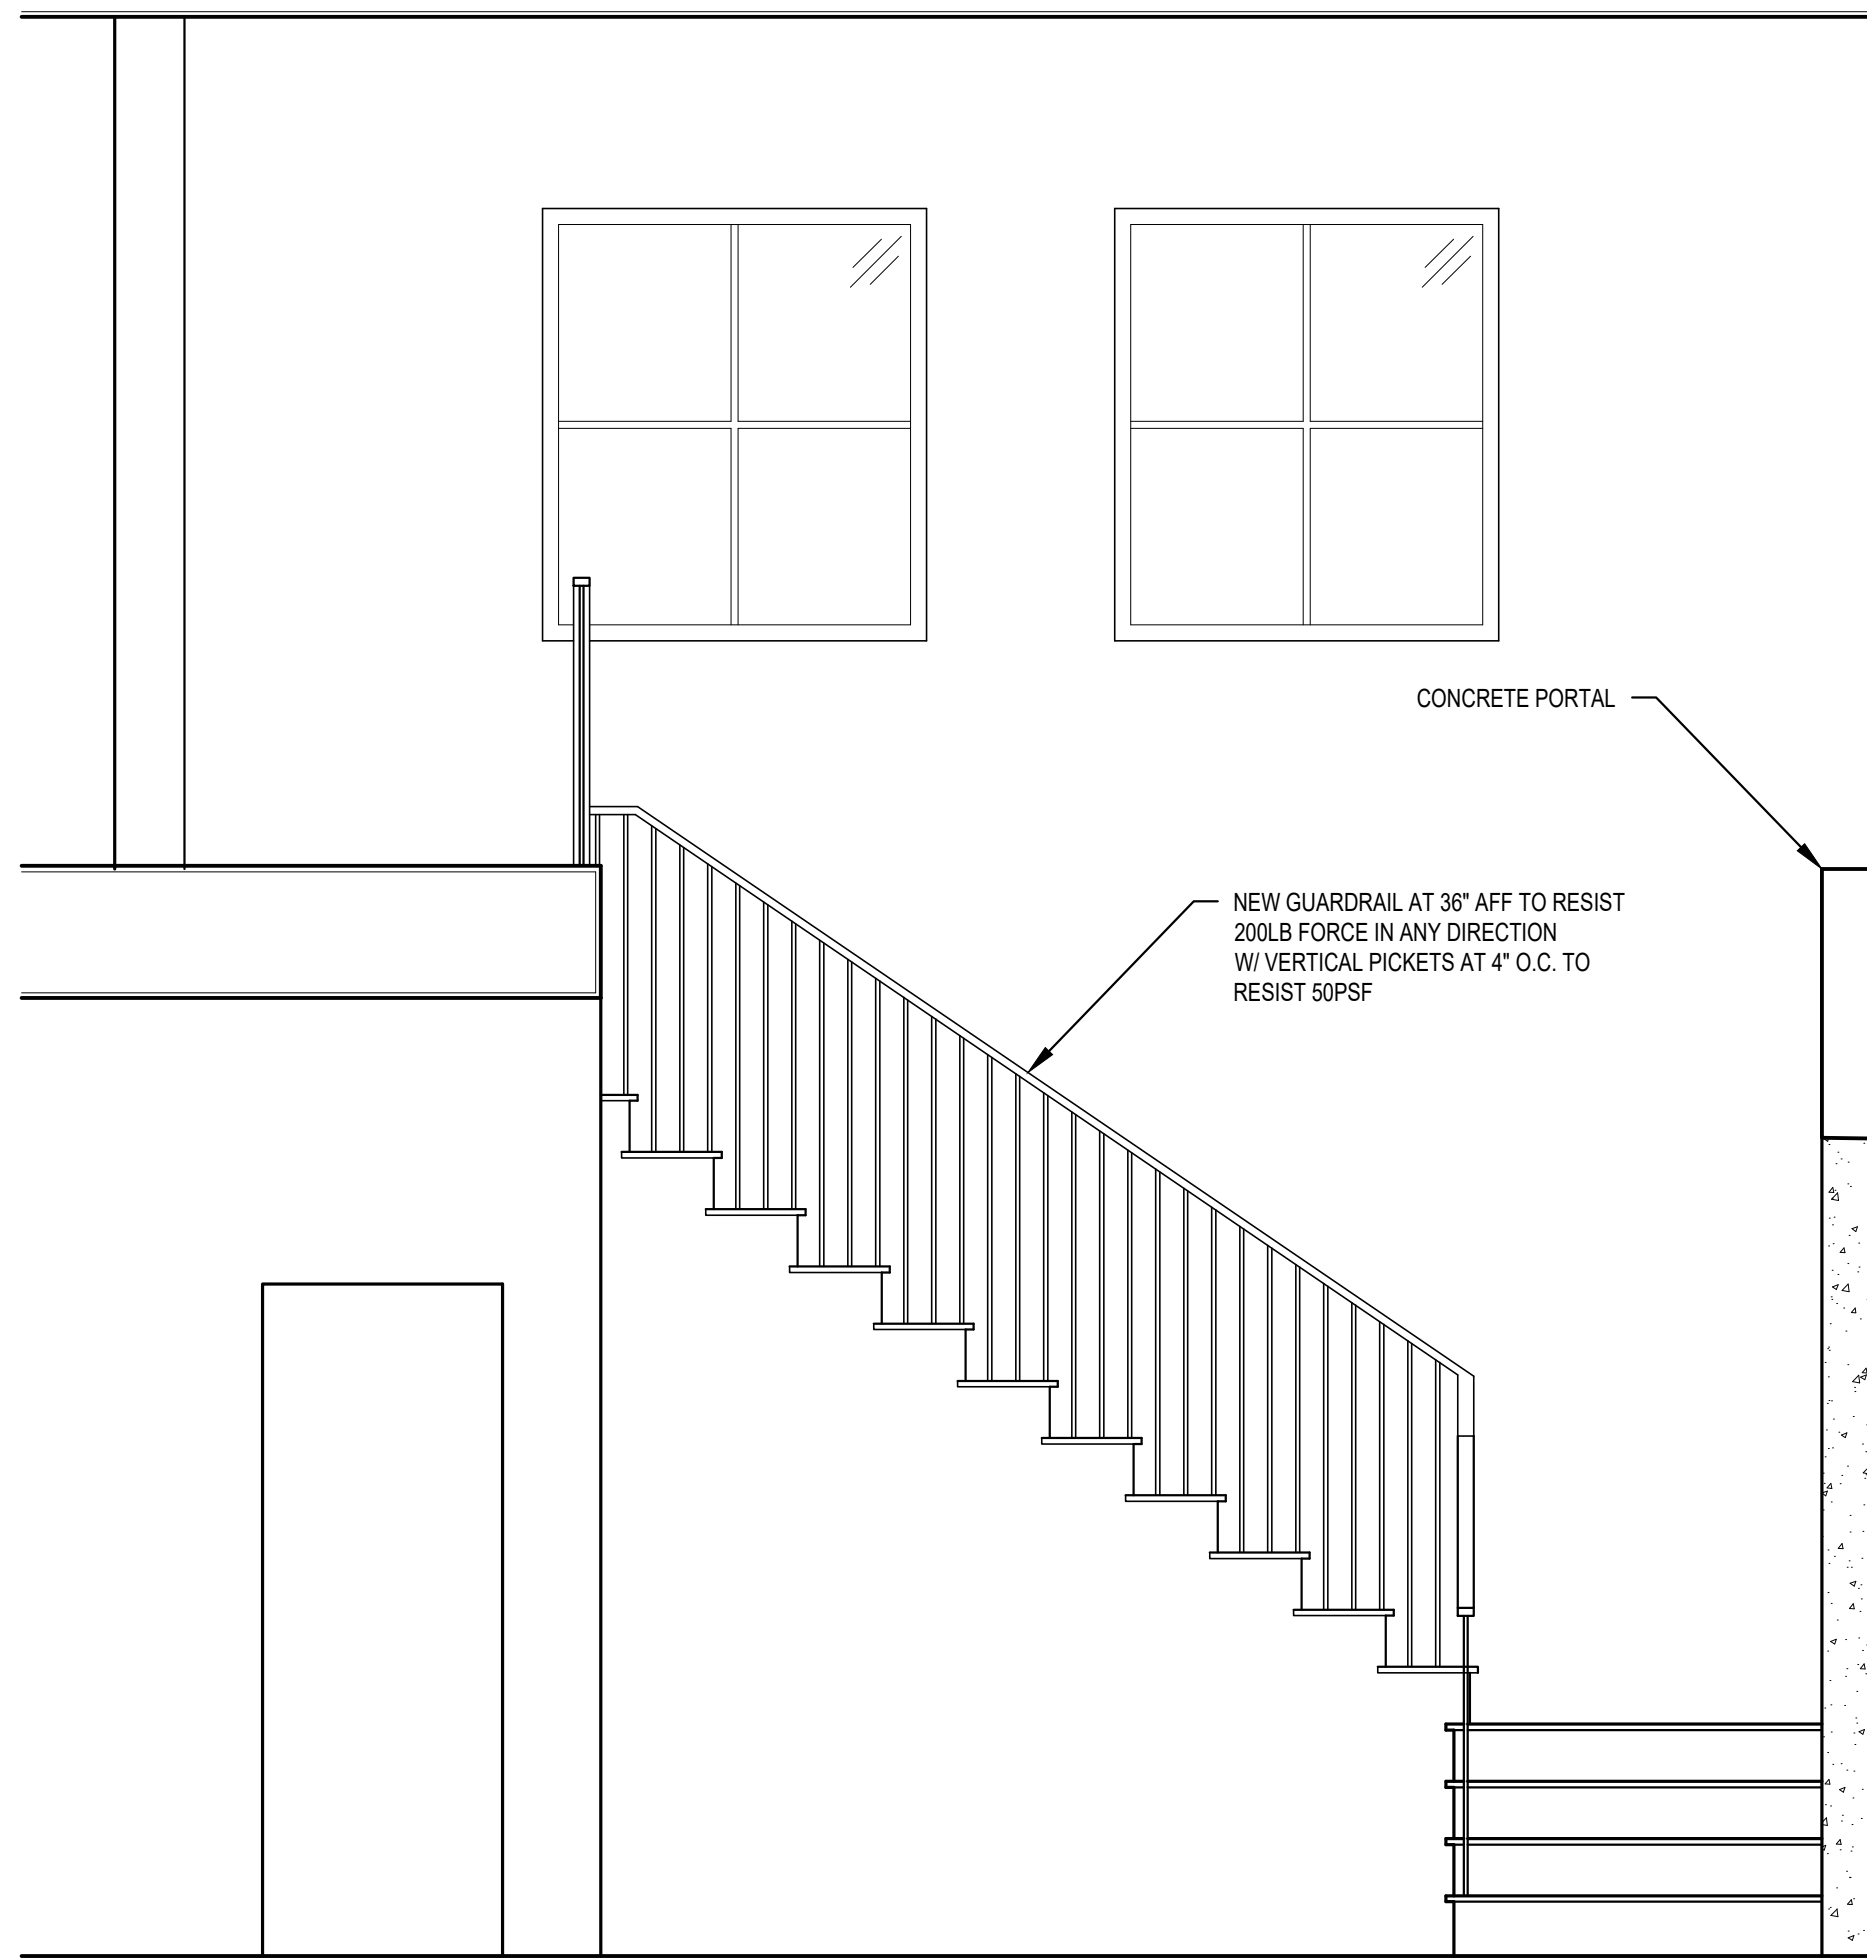 CONCRETE PORTAL
NEW GUARDRAIL AT 36" AFF TO RESIST
200LB FORCE IN ANY DIRECTION
W/ VERTICAL PICKETS AT 4" O.C. TO
RESIST 50PSF